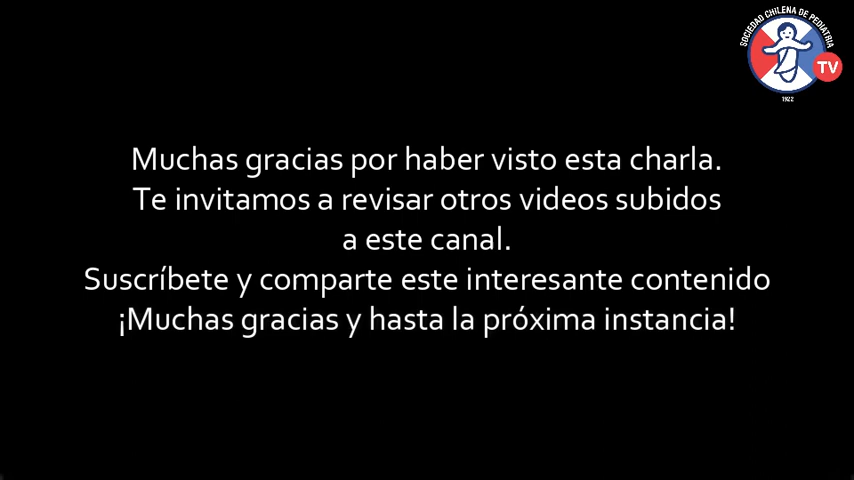 SOCIEDAD CHILENA DE PEDIATRIA
TV
1922
Muchas gracias por haber visto esta charla.
Te invitamos a revisar otros videos subidos
a este canal.
Suscríbete y comparte este interesante contenido
¡Muchas gracias y hasta la próxima instancia!